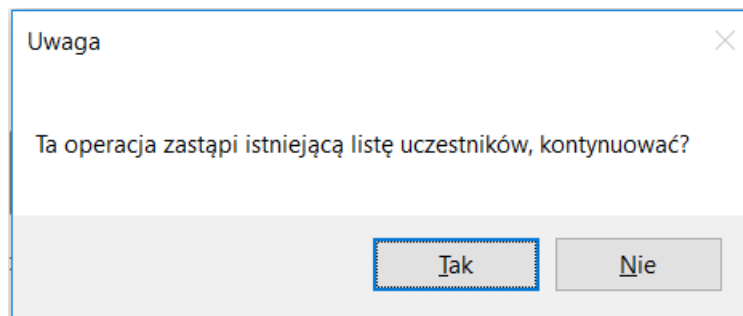 Uwaga
Ta operacja zastąpi istniejącą listę uczestników, kontynuować?
Tak
Nie